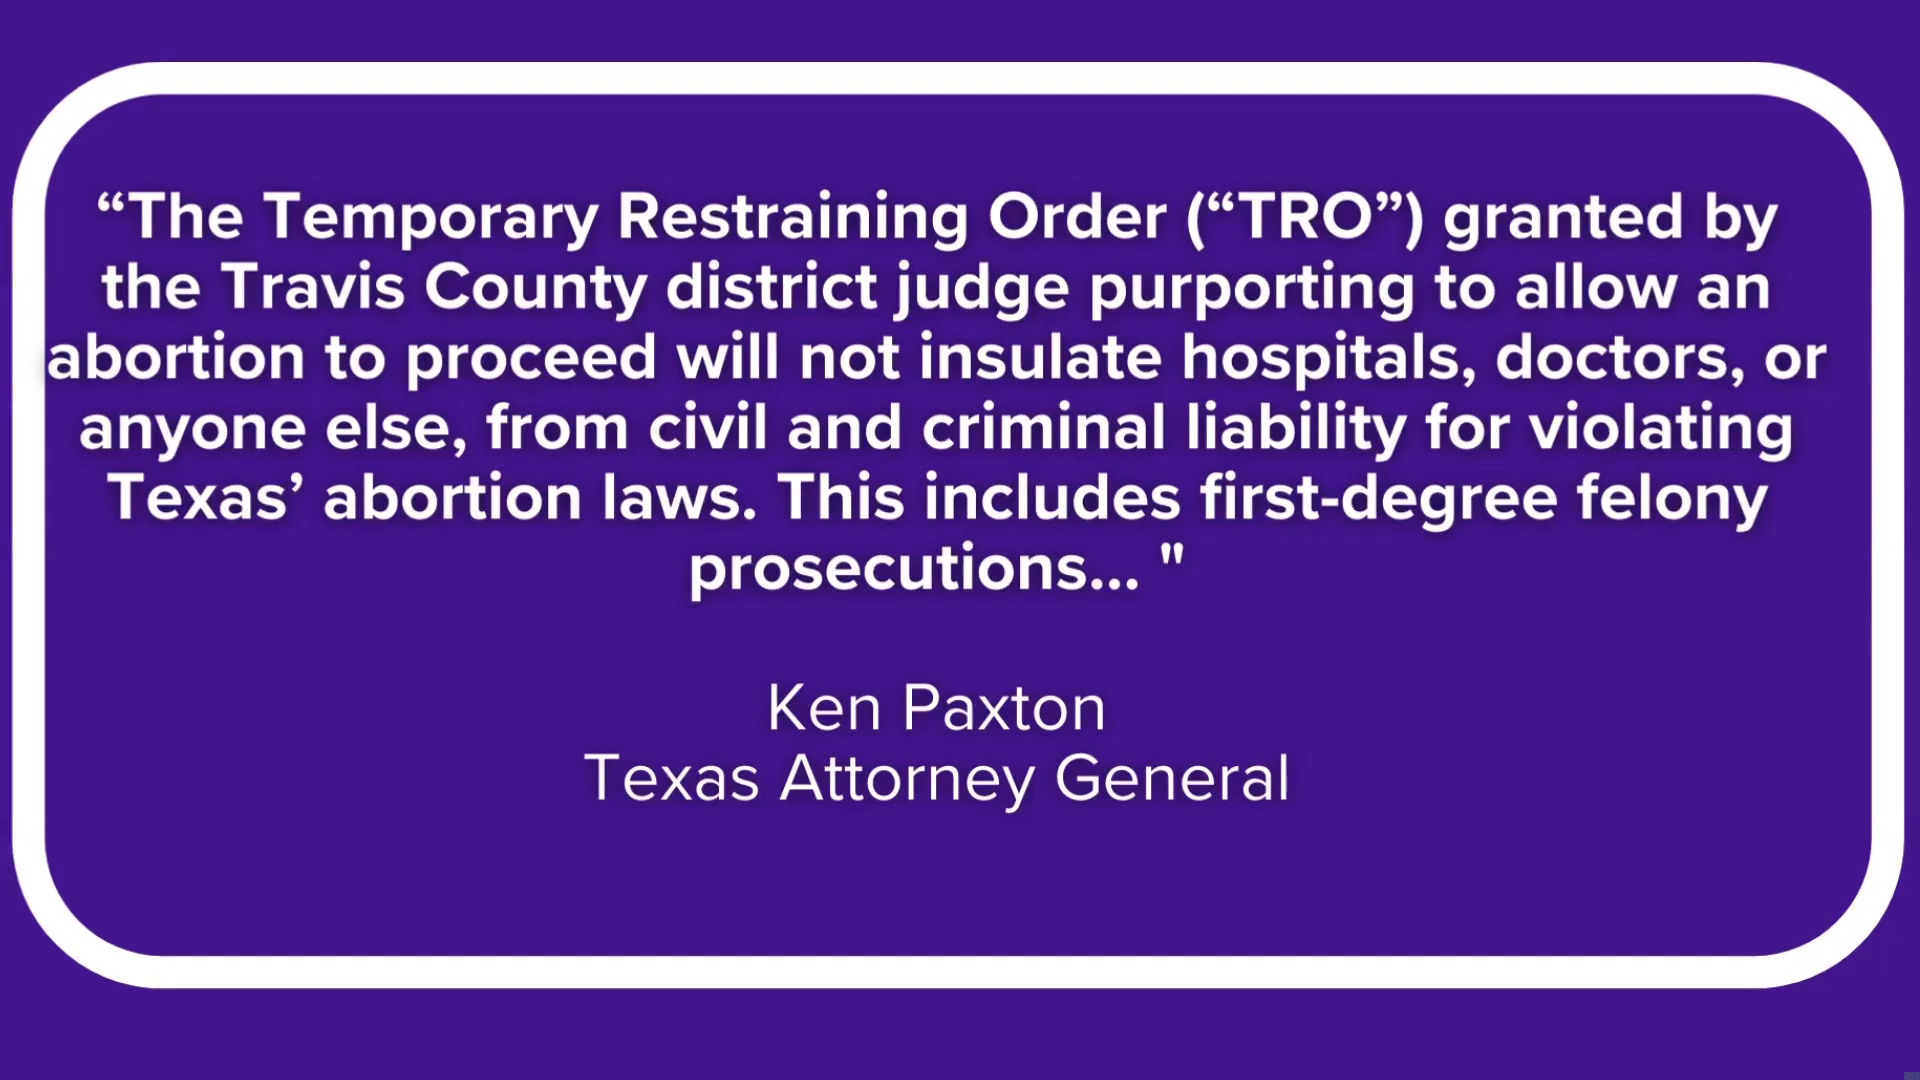 “The Temporary Restraining Order (“TRO”) granted by
the Travis County district judge purporting to allow an
abortion to proceed will not insulate hospitals, doctors, or
anyone else, from civil and criminal liability for violating
Texas’ abortion laws. This includes first-degree felony
prosecutions... "
Ken Paxton
Texas Attorney General